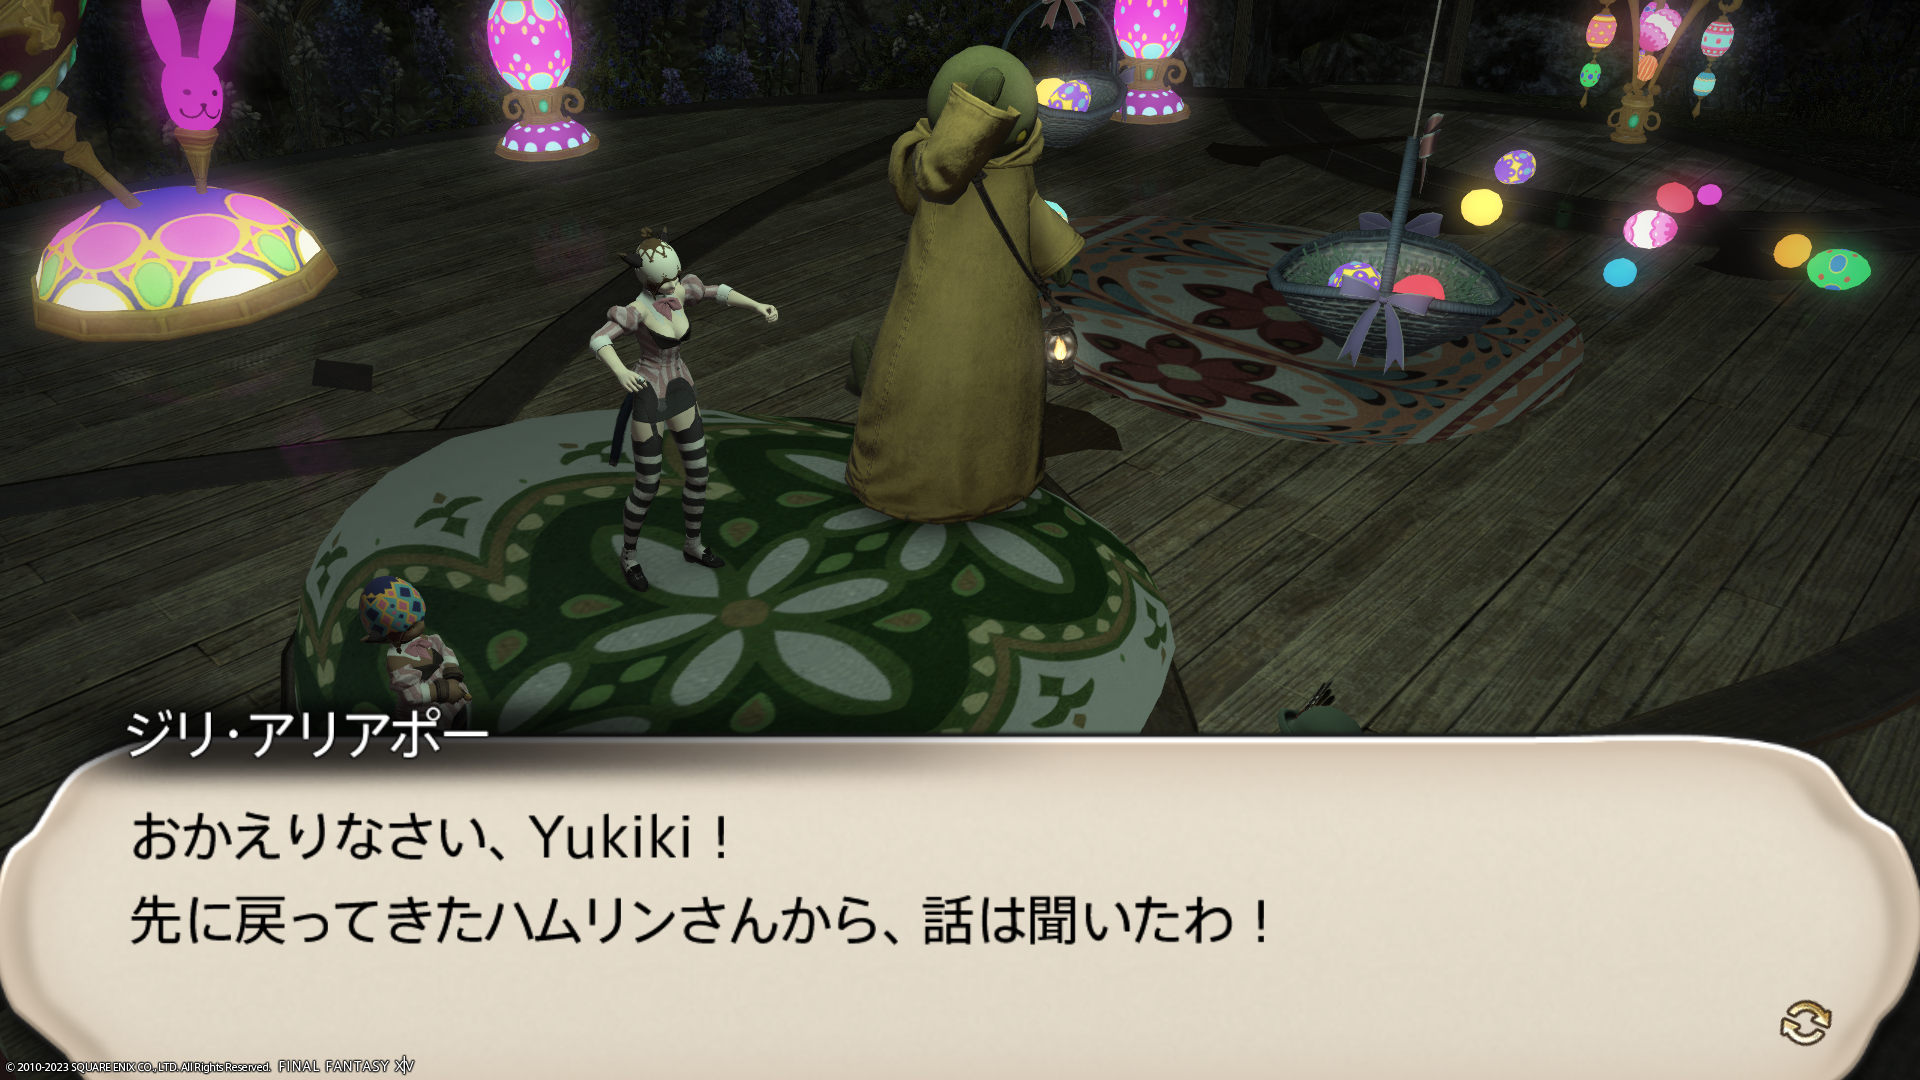 ジリ・アリアポー
おかえりなさい、Yukiki！
先に戻ってきたハムリンさんから、話は聞いたわ！
© 2010-2023 SQUARE ENIX CO., LTD. All Rights Reserved. FINAL FANTASY XIV